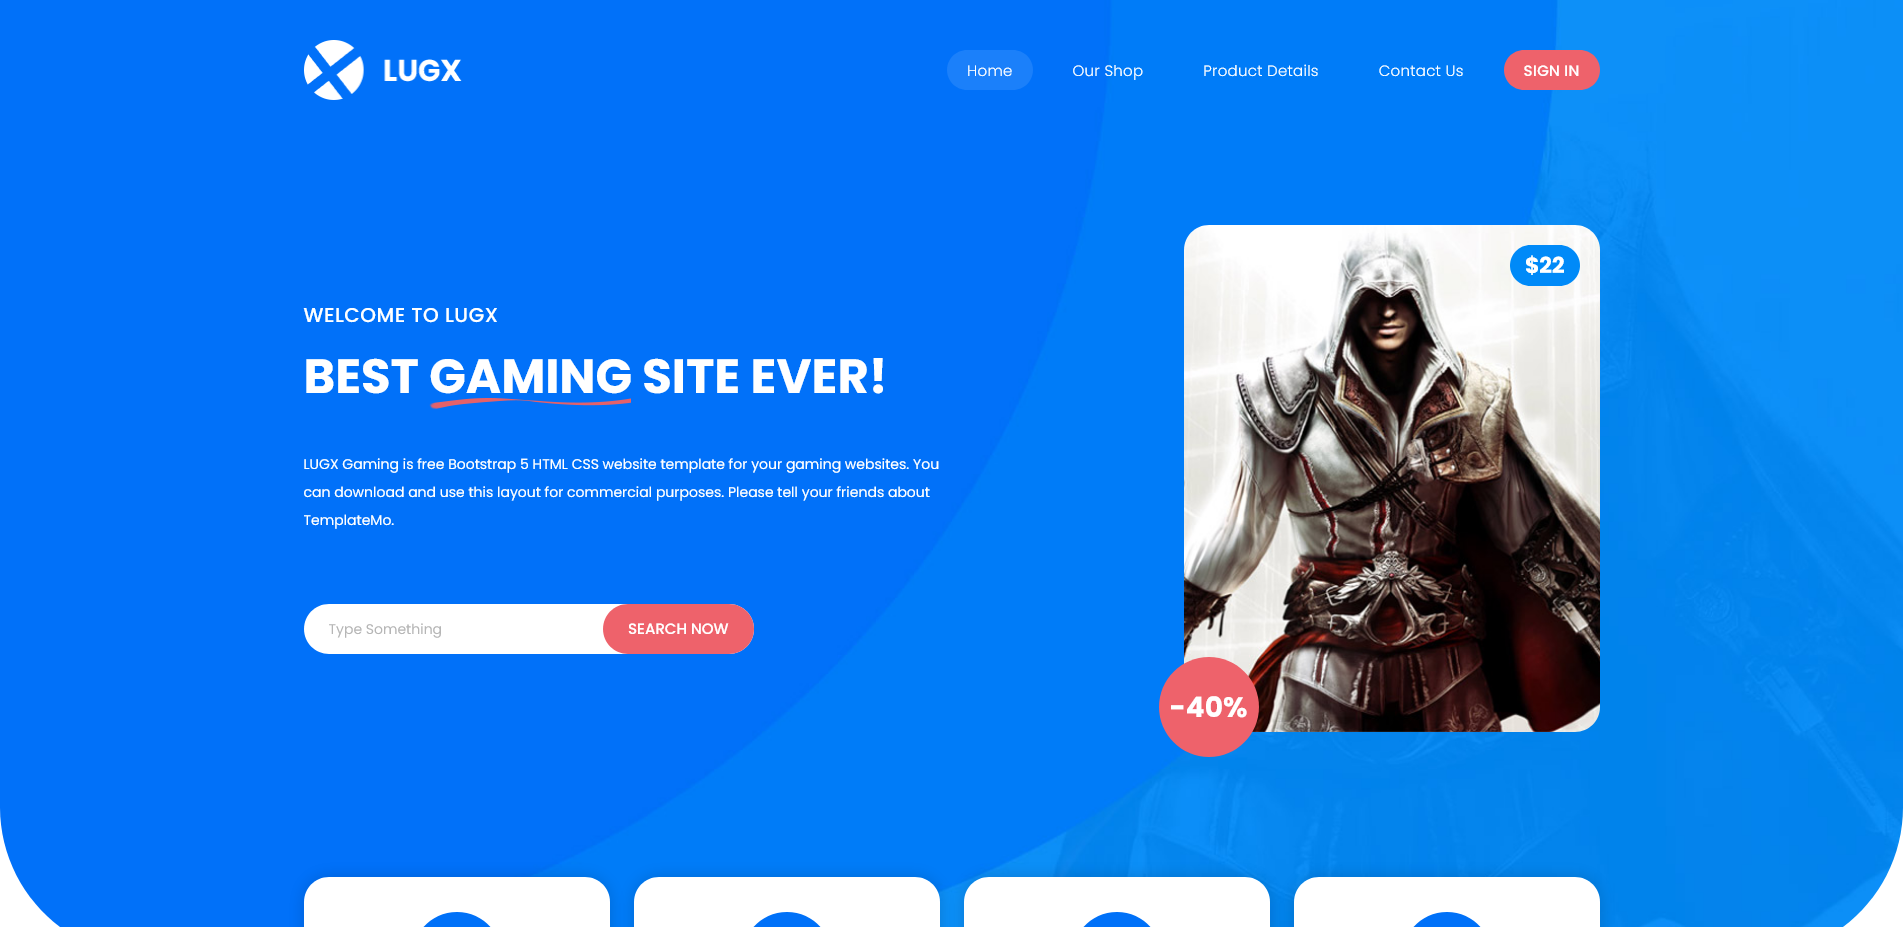 LUGX
Home
Our Shop
Product Details
Contact Us
SIGN IN
$22
WELCOME TO LUGX
BEST GAMING SITE EVER!
LUGX Gaming is free Bootstrap 5 HTML CSS website template for your gaming websites. You
can download and use this layout for commercial purposes. Please tell your friends about
TemplateMo.
Type Something
SEARCH NOW
-40%